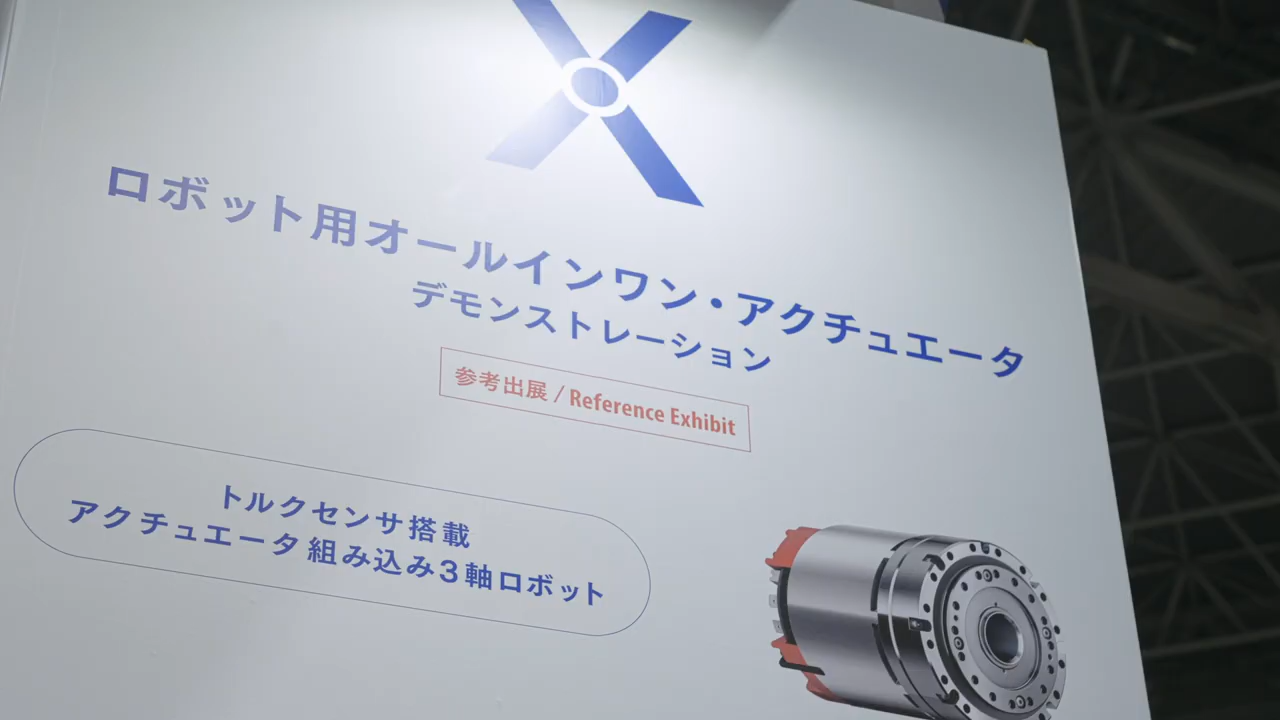 ロボット用オールインワン・アクチュエータ
デモンストレーション
参考出展 / Reference Exhibit
トルクセンサ搭載
アクチュエータ組み込み3軸ロボット